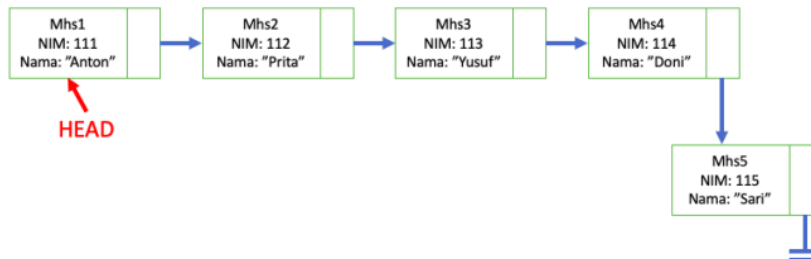 Mhs1
NIM: 111
Nama: ”Anton”
Mhs2
NIM: 112
Nama: ”Prita”
Mhs3
NIM: 113
Nama: ”Yusuf”
Mhs4
NIM: 114
Nama: ”Doni”
HEAD
Mhs5
NIM: 115
Nama: ”Sari”